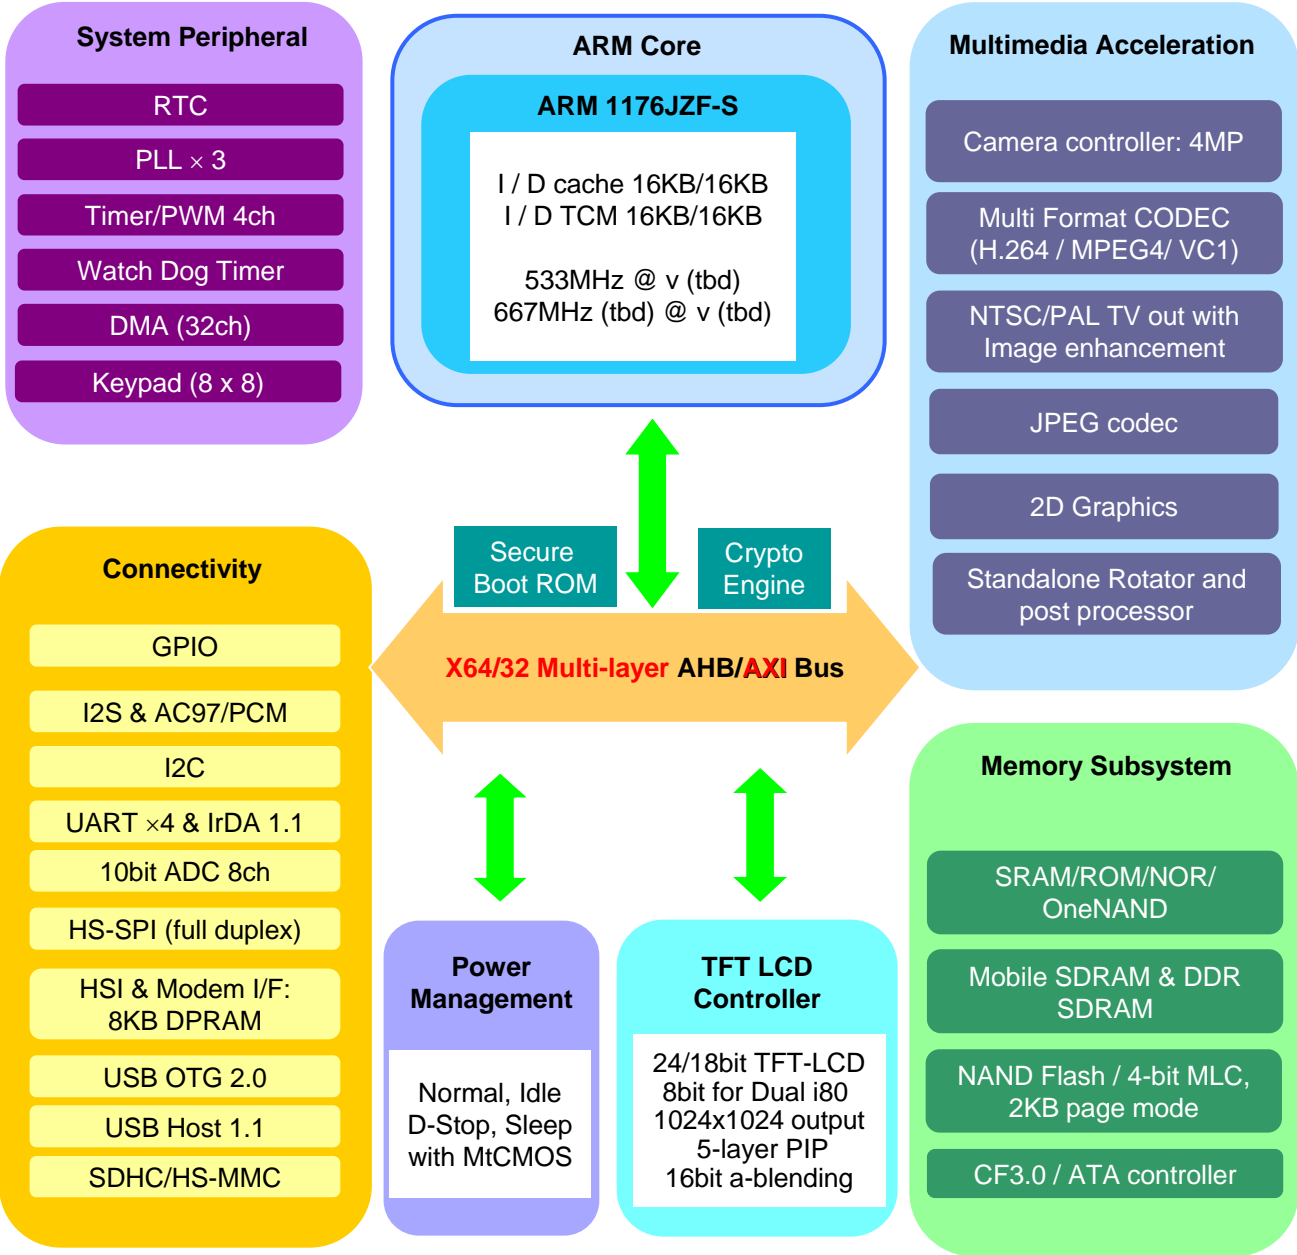 System Peripheral
RTC
PLL × 3
Timer/PWM 4ch
Watch Dog Timer
DMA (32ch)
Keypad (8 x 8)
ARM Core
ARM 1176JZF-S
I / D cache 16KB/16KB
I / D TCM 16KB/16KB
533MHz @ v (tbd)
667MHz (tbd) @ v (tbd)
Multimedia Acceleration
Camera controller: 4MP
Multi Format CODEC
(H.264 / MPEG4/ VC1)
NTSC/PAL TV out with
Image enhancement
JPEG codec
2D Graphics
Standalone Rotator and
post processor
Secure
Boot ROM
Crypto
Engine
X64/32 Multi-layer AHB/AXI Bus
Connectivity
GPIO
I2S & AC97/PCM
I2C
UART ×4 & IrDA 1.1
10bit ADC 8ch
HS-SPI (full duplex)
HSI & Modem I/F:
8KB DPRAM
USB OTG 2.0
USB Host 1.1
SDHC/HS-MMC
Power
Management
Normal, Idle
D-Stop, Sleep
with MtCMOS
TFT LCD
Controller
24/18bit TFT-LCD
8bit for Dual i80
1024x1024 output
5-layer PIP
16bit a-blending
Memory Subsystem
SRAM/ROM/NOR/
OneNAND
Mobile SDRAM & DDR
SDRAM
NAND Flash / 4-bit MLC,
2KB page mode
CF3.0 / ATA controller